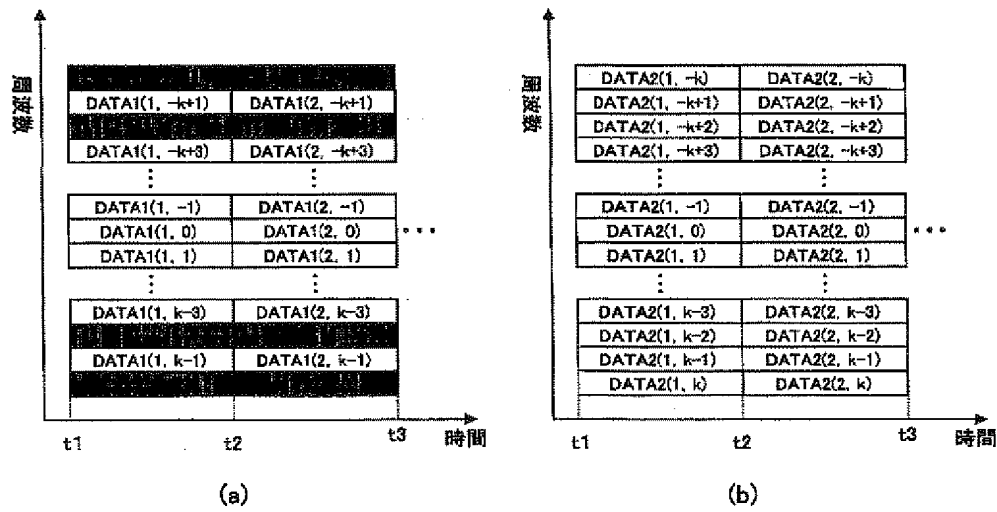 周波数
DATA1(1, -k+1) DATA1(2, -k+1)
DATA1(1, -k+3) DATA1(2, -k+3)
DATA1(1, -1) DATA1(2, -1)
DATA1(1, 0) DATA1(2, 0)
DATA1(1, 1) DATA1(2, 1)
DATA1(1, k-3) DATA1(2, k-3)
DATA1(1, k-1) DATA1(2, k-1)
t1 t2 t3 時間
(a)
周波数
DATA2(1, -k) DATA2(2, -k)
DATA2(1, -k+1) DATA2(2, -k+1)
DATA2(1, -k+2) DATA2(2, -k+2)
DATA2(1, -k+3) DATA2(2, -k+3)
DATA2(1, -1) DATA2(2, -1)
DATA2(1, 0) DATA2(2, 0)
DATA2(1, 1) DATA2(2, 1)
DATA2(1, k-3) DATA2(2, k-3)
DATA2(1, k-2) DATA2(2, k-2)
DATA2(1, k-1) DATA2(2, k-1)
DATA2(1, k) DATA2(2, k)
t1 t2 t3 時間
(b)